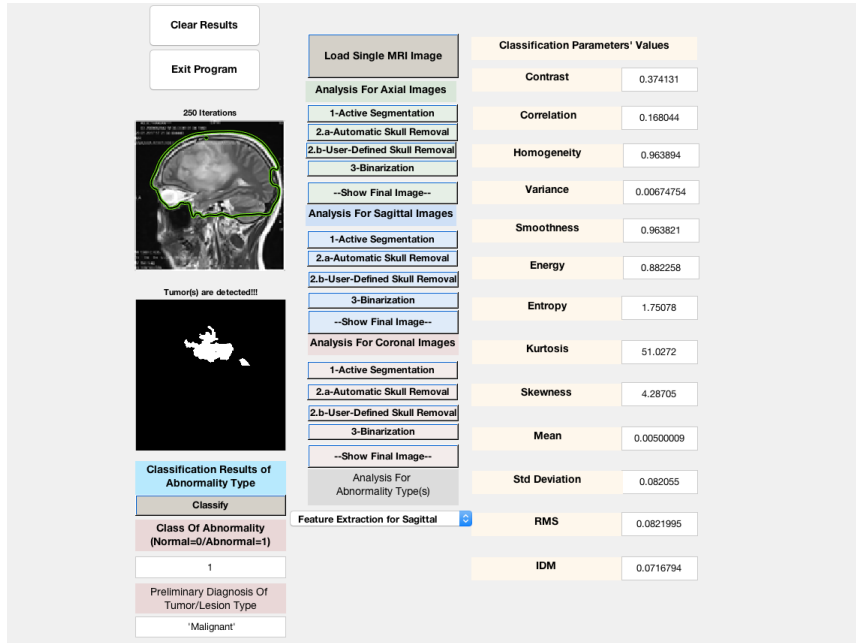 Clear Results
Exit Program
250 Iterations
Tumor(s) are detected!!!
Classification Results of
Abnormality Type
Classify
Class Of Abnormality
(Normal=0/Abnormal=1)
1
Preliminary Diagnosis Of
Tumor/Lesion Type
'Malignant'
Load Single MRI Image
Analysis For Axial Images
1-Active Segmentation
2.a-Automatic Skull Removal
2.b-User-Defined Skull Removal
3-Binarization
--Show Final Image--
Analysis For Sagittal Images
1-Active Segmentation
2.a-Automatic Skull Removal
2.b-User-Defined Skull Removal
3-Binarization
--Show Final Image--
Analysis For Coronal Images
1-Active Segmentation
2.a-Automatic Skull Removal
2.b-User-Defined Skull Removal
3-Binarization
--Show Final Image--
Analysis For
Abnormality Type(s)
Feature Extraction for Sagittal
Classification Parameters' Values
Contrast 0.374131
Correlation 0.168044
Homogeneity 0.963894
Variance 0.00674754
Smoothness 0.963821
Energy 0.882258
Entropy 1.75078
Kurtosis 51.0272
Skewness 4.28705
Mean 0.00500009
Std Deviation 0.082055
RMS 0.0821995
IDM 0.0716794